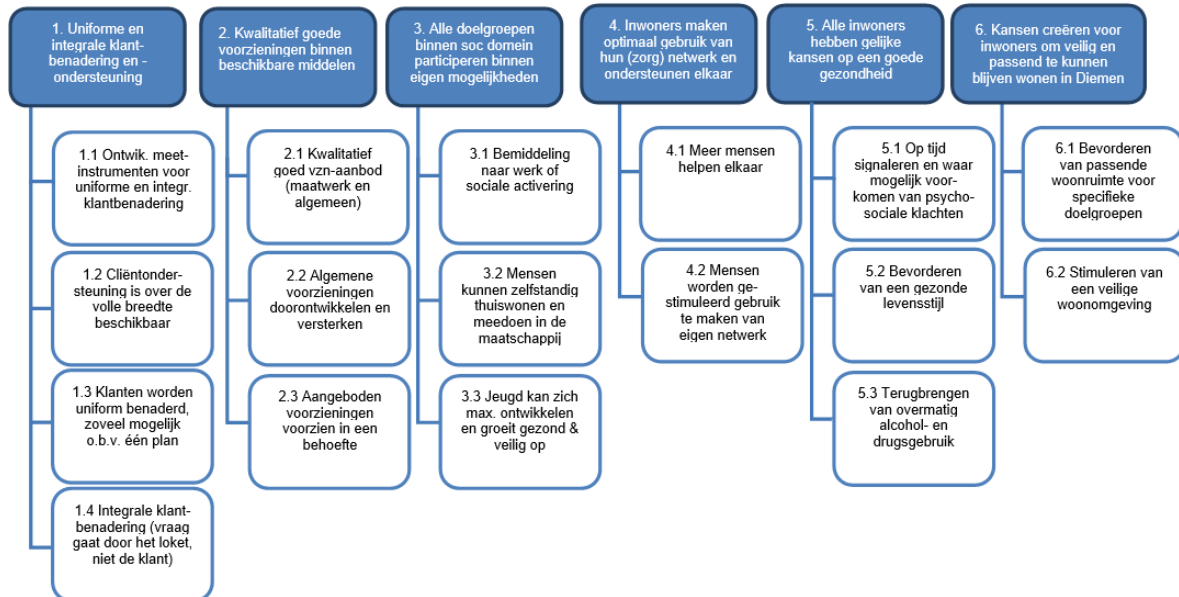 1. Uniforme en
integrale klant-
benadering en -
ondersteuning
1.1 Ontwik. meet-
instrumenten voor
uniforme en integr.
klantbenadering
1.2 Cliëntonder-
steuning is over de
volle breedte
beschikbaar
1.3 Klanten worden
uniform benaderd,
zoveel mogelijk
o.b.v. één plan
1.4 Integrale klant-
benadering (vraag
gaat door het loket,
niet de klant)
2. Kwalitatief goede
voorzieningen binnen
beschikbare middelen
2.1 Kwalitatief
goed vzn-aanbod
(maatwerk en
algemeen)
2.2 Algemene
voorzieningen
doorontwikkelen en
versterken
2.3 Aangeboden
voorzieningen
voorzien in een
behoefte
3. Alle doelgroepen
binnen soc domein
participeren binnen
eigen mogelijkheden
3.1 Bemiddeling
naar werk of
sociale activering
3.2 Mensen
kunnen zelfstandig
thuiswonen en
meedoen in de
maatschappij
3.3 Jeugd kan zich
max. ontwikkelen
en groeit gezond &
veilig op
4. Inwoners maken
optimaal gebruik van
hun (zorg) netwerk en
ondersteunen elkaar
4.1 Meer mensen
helpen elkaar
4.2 Mensen
worden ge-
stimuleerd gebruik
te maken van
eigen netwerk
5. Alle inwoners
hebben gelijke
kansen op een goede
gezondheid
5.1 Op tijd
signaleren en waar
mogelijk voor-
komen van psycho-
sociale klachten
5.2 Bevorderen
van een gezonde
levensstijl
5.3 Terugbrengen
van overmatig
alcohol- en
drugsgebruik
6. Kansen creëren voor
inwoners om veilig en
passend te kunnen
blijven wonen in Diemen
6.1 Bevorderen
van passende
woonruimte voor
specifieke
doelgroepen
6.2 Stimuleren van
een veilige
woonomgeving